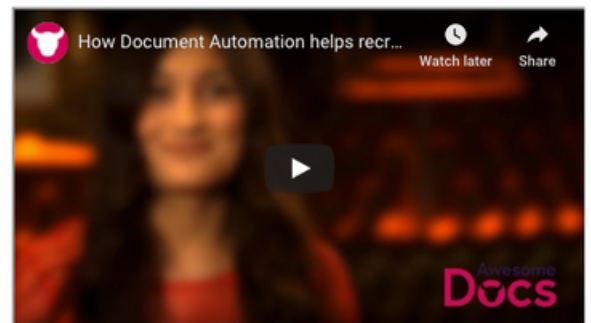 How Document Automation helps recr...
Watch later
Share
Awesome
Docs